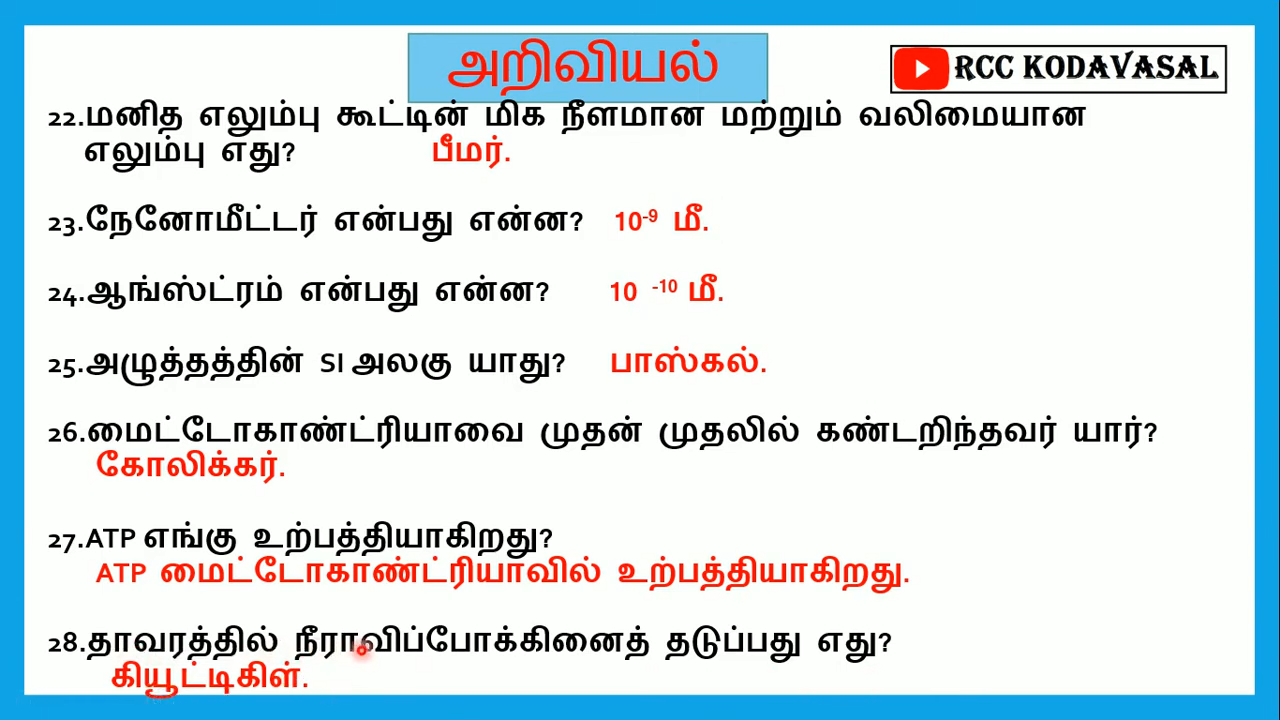 அறிவியல்
RCC KODAVASAL
22.மனித எலும்பு கூட்டின் மிக நீளமான மற்றும் வலிமையான
எலும்பு எது? பீமர்.
23.நேனோமீட்டர் என்பது என்ன? 10⁻⁹ மீ.
24.ஆங்ஸ்ட்ரம் என்பது என்ன? 10 ⁻¹⁰ மீ.
25.அழுத்தத்தின் SI அலகு யாது? பாஸ்கல்.
26.மைட்டோகாண்ட்ரியாவை முதன் முதலில் கண்டறிந்தவர் யார்?
கோலிக்கர்.
27.ATP எங்கு உற்பத்தியாகிறது?
ATP மைட்டோகாண்ட்ரியாவில் உற்பத்தியாகிறது.
28.தாவரத்தில் நீராவிப்போக்கினைத் தடுப்பது எது?
கியூட்டிகிள்.